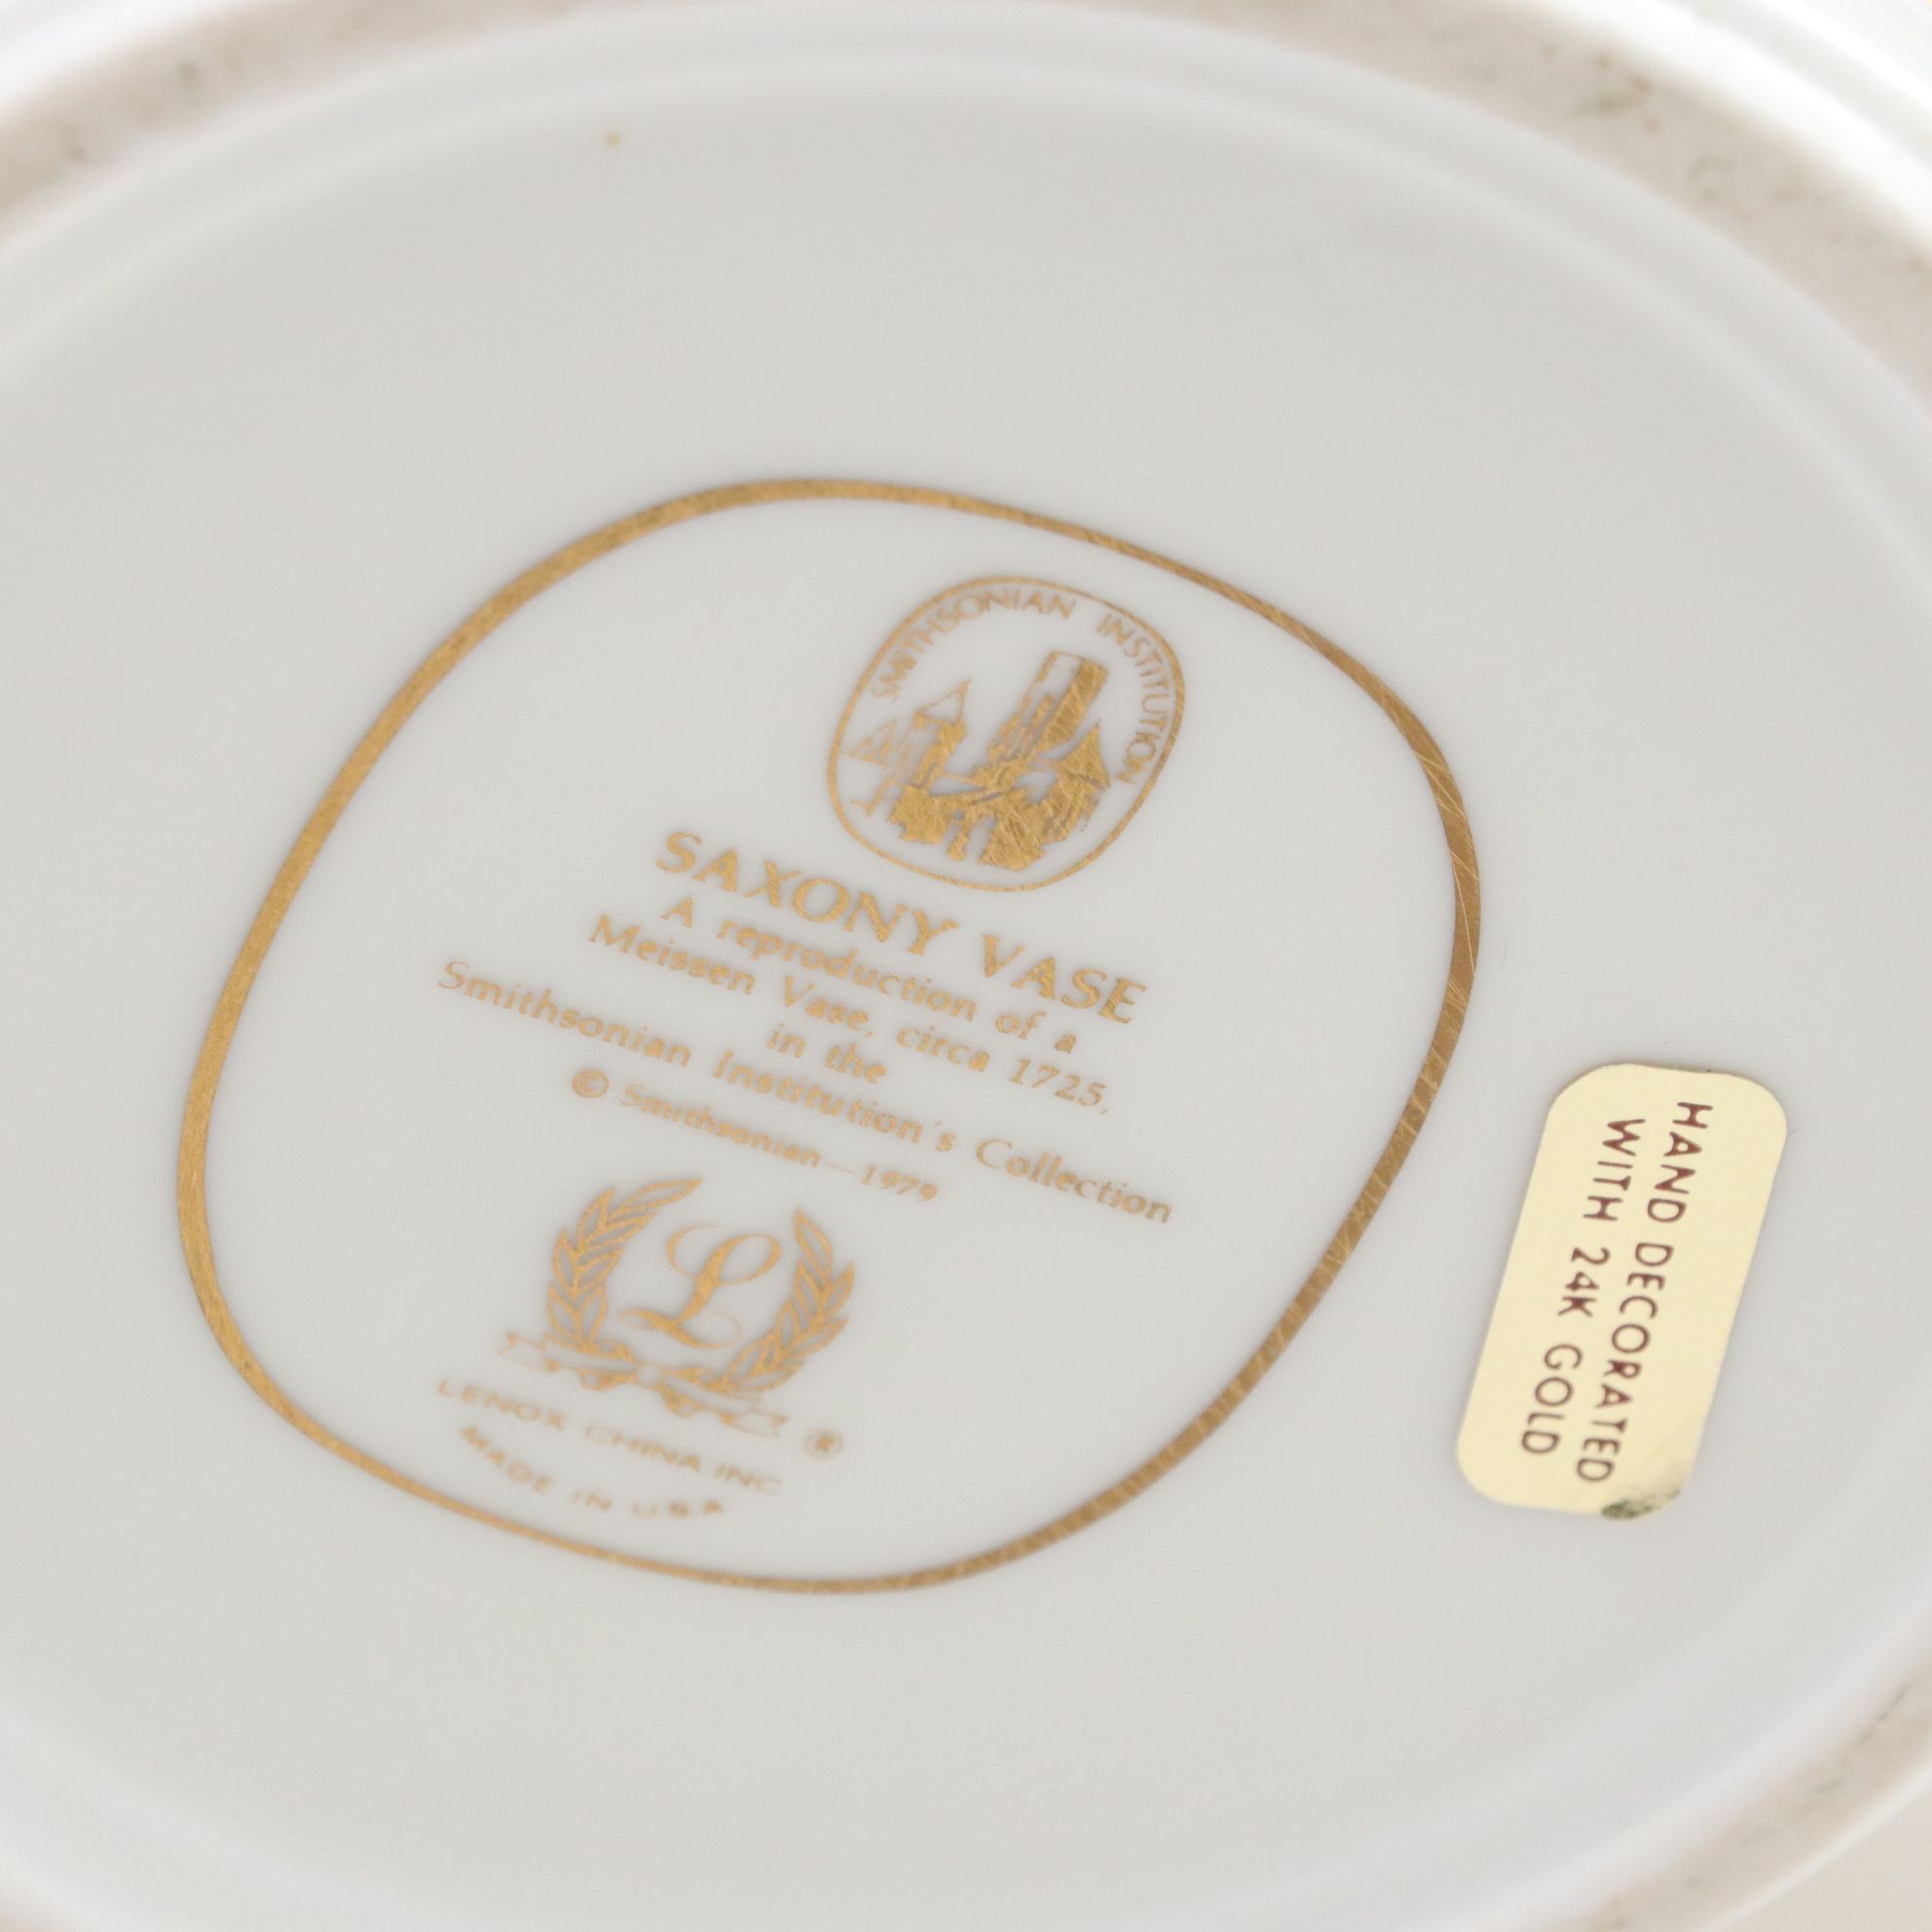 SMITHSONIAN INSTITUTION
SAXONY VASE
A reproduction of a
Meissen Vase, circa 1725,
in the
Smithsonian Institution's Collection
© Smithsonian—1979
L
®
LENOX CHINA INC
MADE IN USA
HAND DECORATED
WITH 24K GOLD